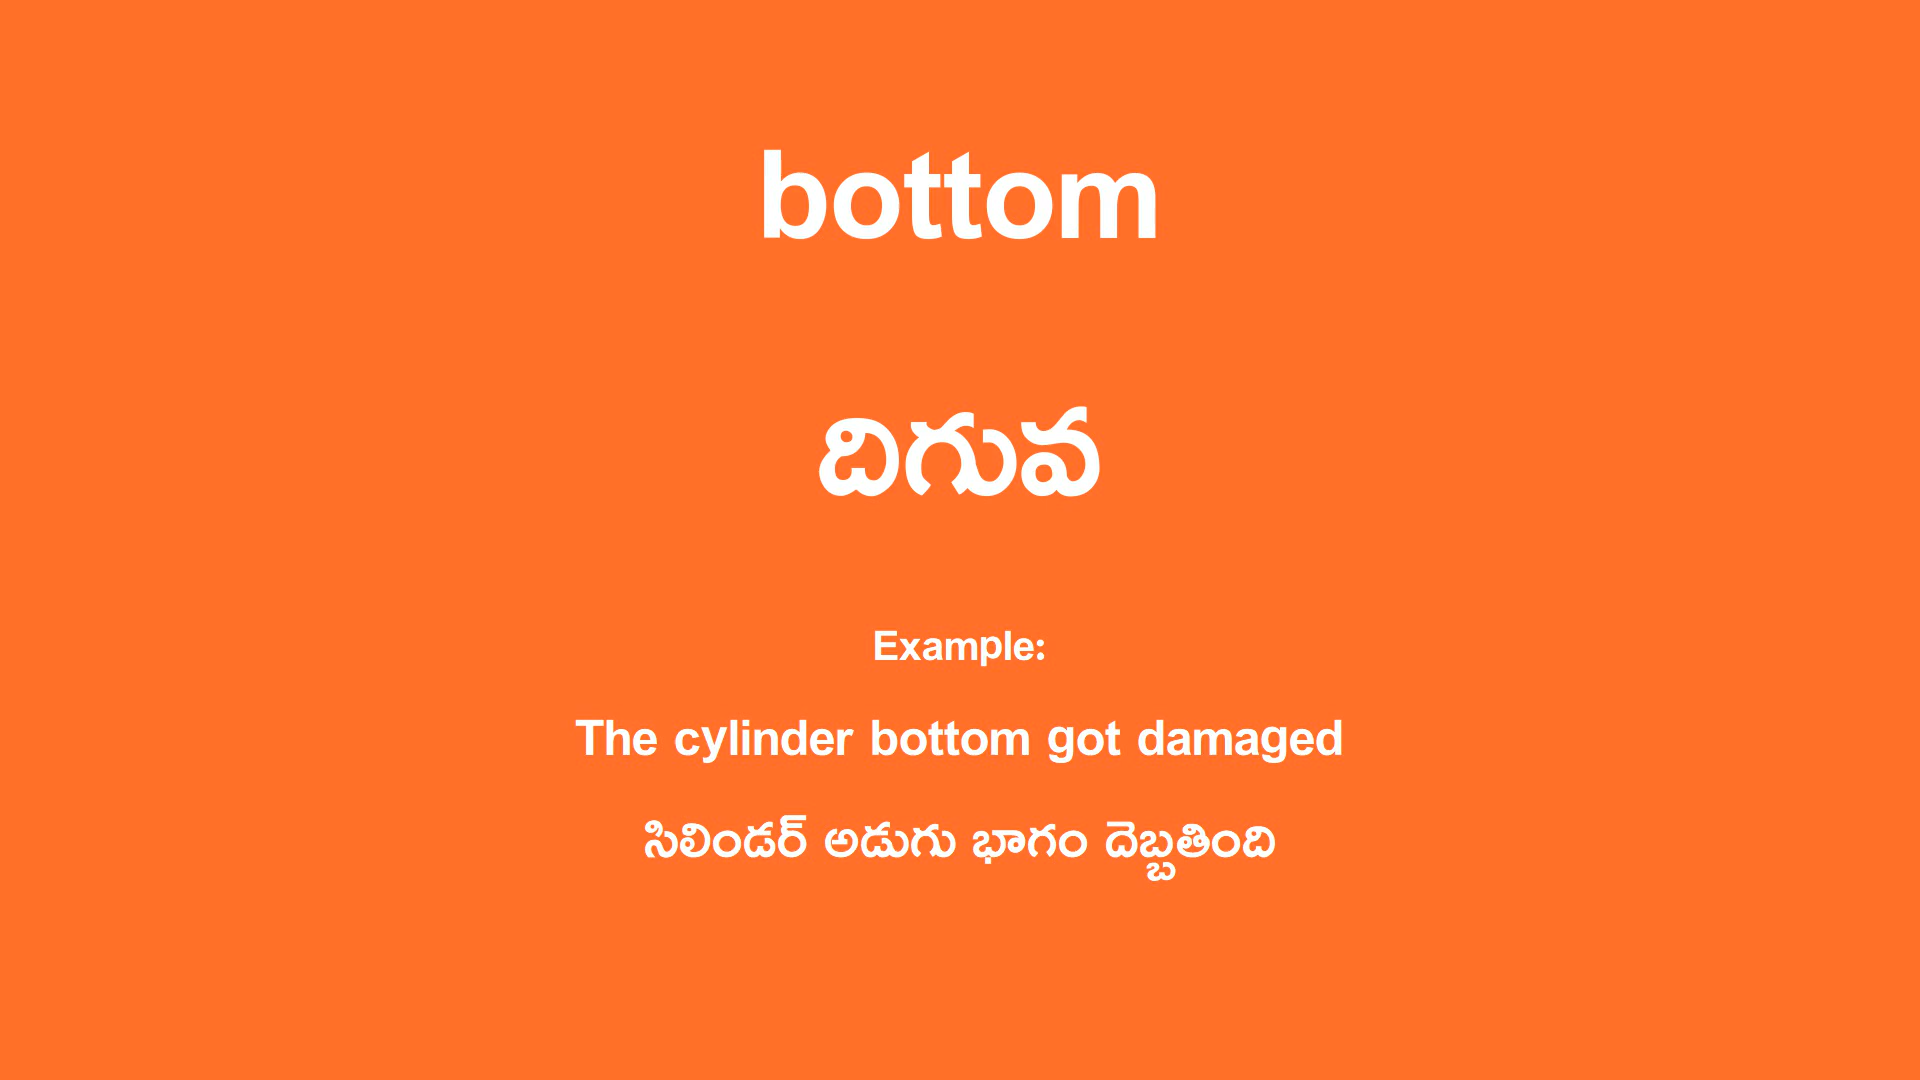 bottom
దిగువ
Example:
The cylinder bottom got damaged
సిలిండర్ అడుగు భాగం దెబ్బతింది